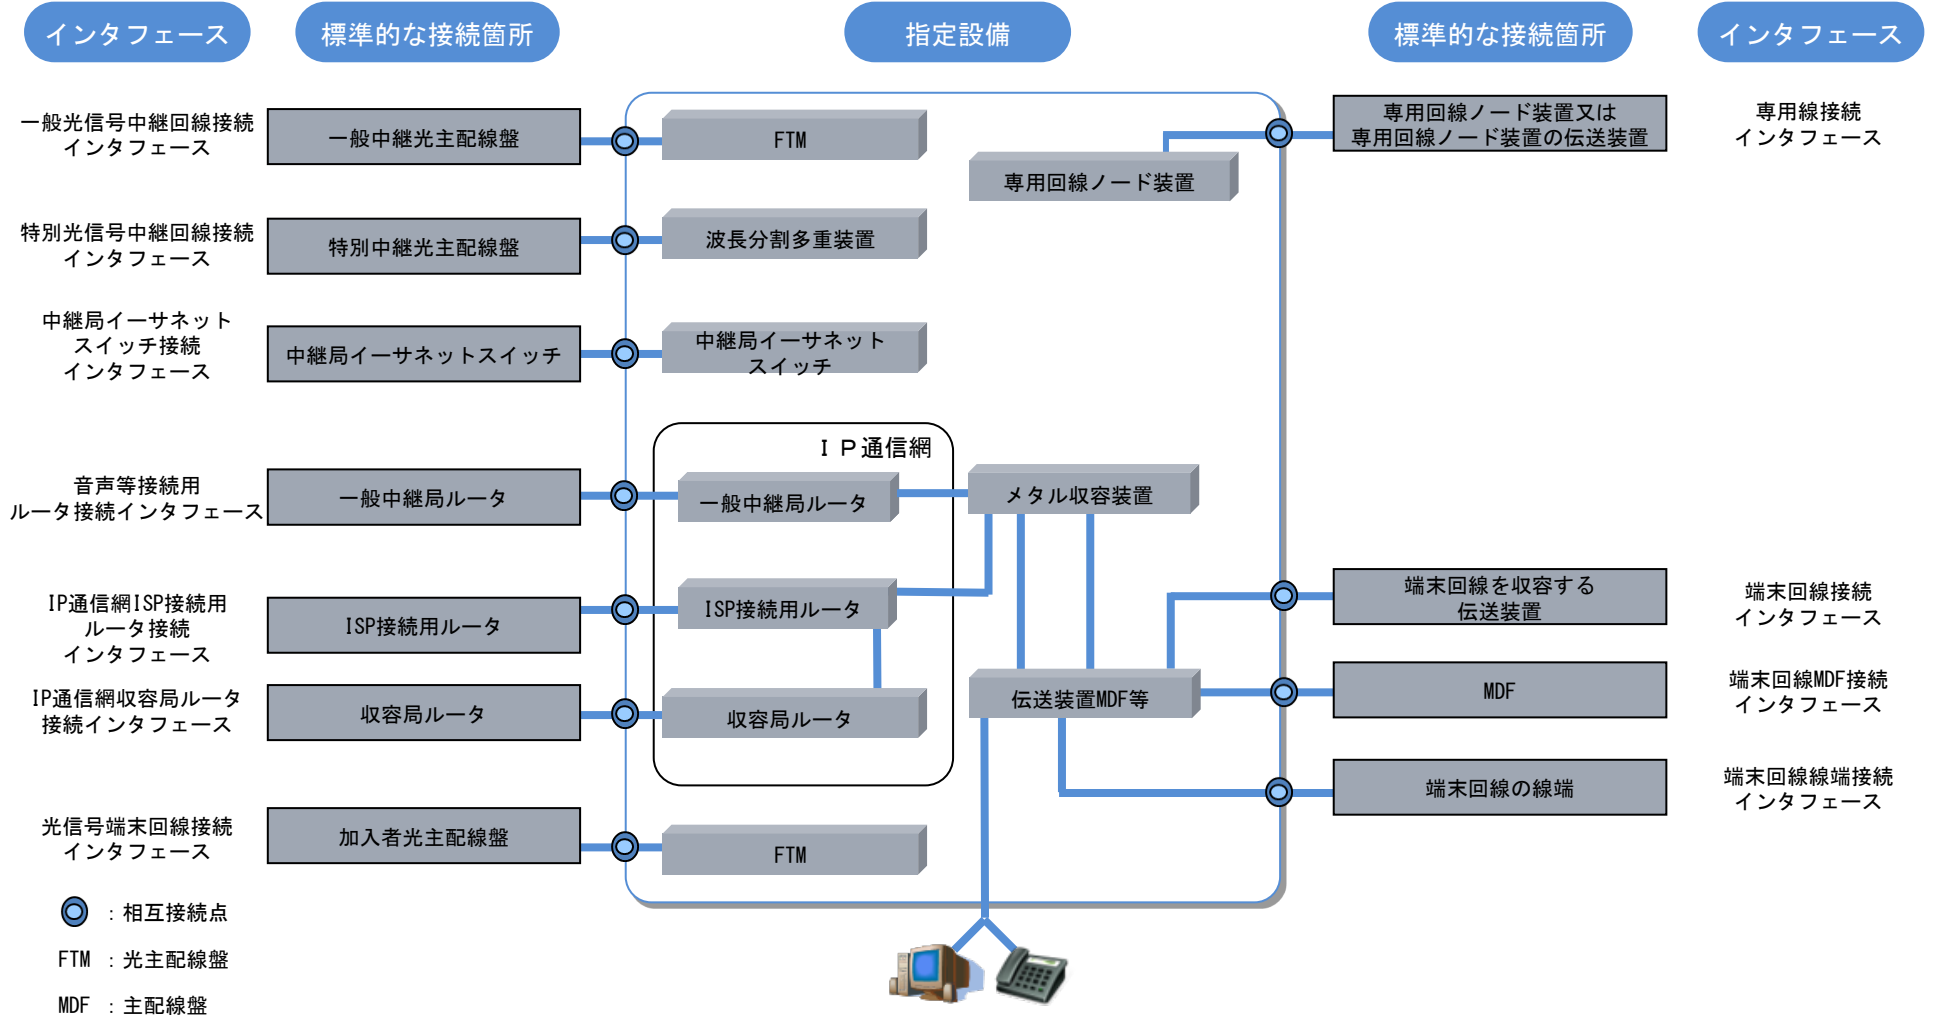 インタフェース
標準的な接続箇所
指定設備
標準的な接続箇所
インタフェース
一般光信号中継回線接続
インタフェース
一般中継光主配線盤
FTM
専用回線ノード装置
専用回線ノード装置又は
専用回線ノード装置の伝送装置
専用線接続
インタフェース
特別光信号中継回線接続
インタフェース
特別中継光主配線盤
波長分割多重装置
中継局イーサネット
スイッチ接続
インタフェース
中継局イーサネットスイッチ
中継局イーサネット
スイッチ
ＩＰ通信網
音声等接続用
ルータ接続インタフェース
一般中継局ルータ
一般中継局ルータ
メタル収容装置
IP通信網ISP接続用
ルータ接続
インタフェース
ISP接続用ルータ
ISP接続用ルータ
端末回線を収容する
伝送装置
端末回線接続
インタフェース
IP通信網収容局ルータ
接続インタフェース
収容局ルータ
収容局ルータ
伝送装置MDF等
MDF
端末回線MDF接続
インタフェース
端末回線の線端
端末回線線端接続
インタフェース
光信号端末回線接続
インタフェース
加入者光主配線盤
FTM
：相互接続点
FTM ：光主配線盤
MDF ：主配線盤